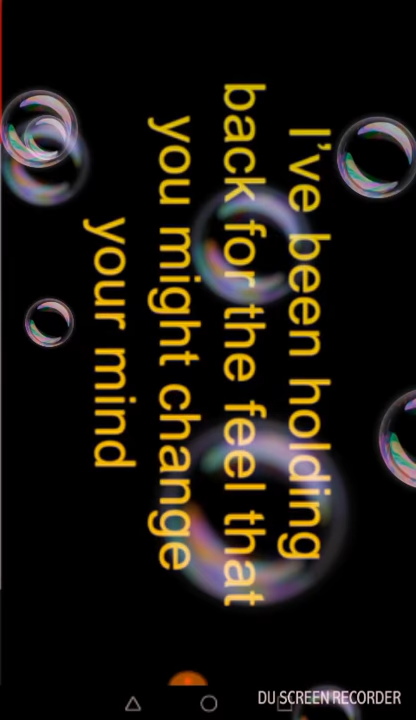 I've been holding
back for the feel that
you might change
your mind
DU SCREEN RECORDER